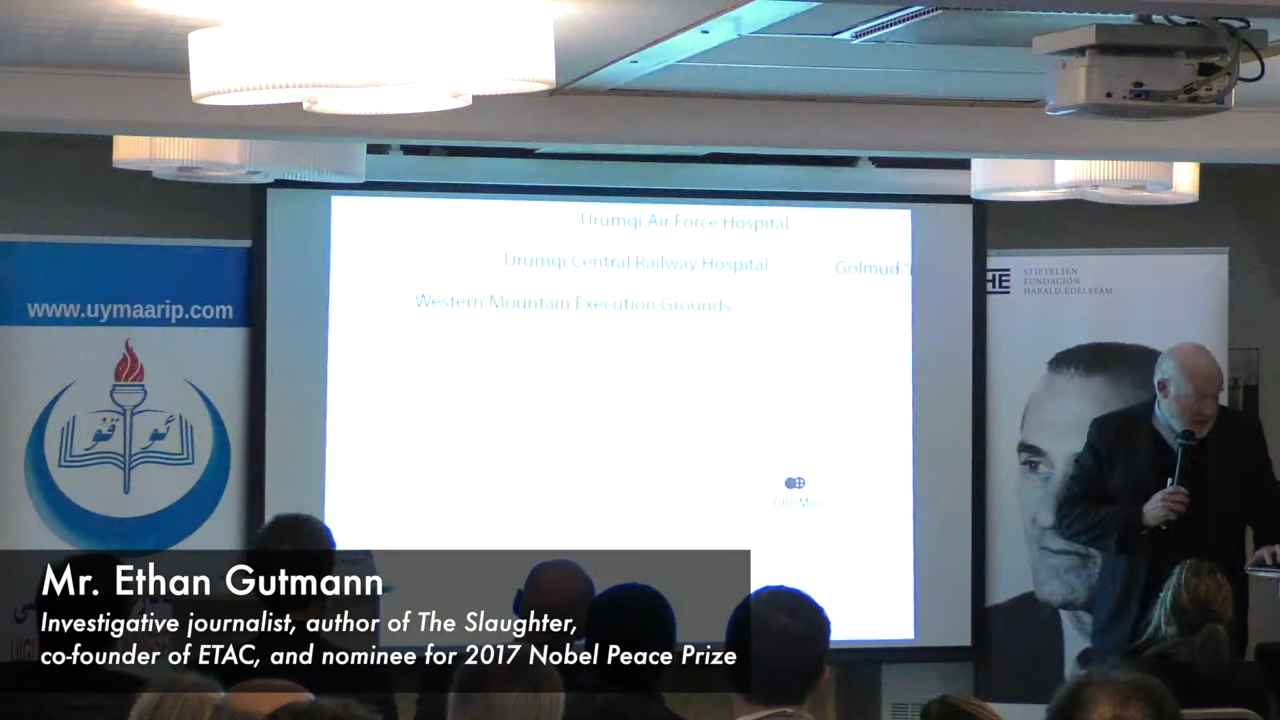 Urumqi Air Force Hospital
Urumqi Central Railway Hospital
Golmud "
Western Mountain Execution Grounds
www.uymaarip.com
ئوقۇ
STIFTELSEN
FUNDACIÓN
HARALD EDELSTAM
HE
Mr. Ethan Gutmann
Investigative journalist, author of The Slaughter,
co-founder of ETAC, and nominee for 2017 Nobel Peace Prize